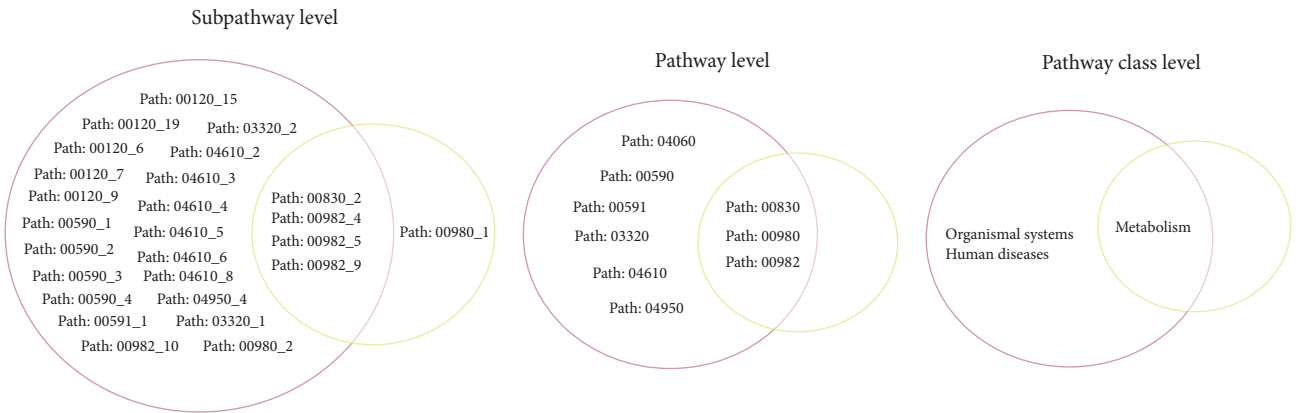 Subpathway level
Path: 00120_15
Path: 00120_19
Path: 03320_2
Path: 00120_6
Path: 04610_2
Path: 00120_7
Path: 04610_3
Path: 00120_9
Path: 04610_4
Path: 00590_1
Path: 04610_5
Path: 00590_2
Path: 04610_6
Path: 00590_3
Path: 04610_8
Path: 00590_4
Path: 04950_4
Path: 00591_1
Path: 03320_1
Path: 00982_10
Path: 00980_2
Path: 00830_2
Path: 00982_4
Path: 00982_5
Path: 00982_9
Path: 00980_1
Pathway level
Path: 04060
Path: 00590
Path: 00591
Path: 03320
Path: 04610
Path: 04950
Path: 00830
Path: 00980
Path: 00982
Pathway class level
Organismal systems
Human diseases
Metabolism